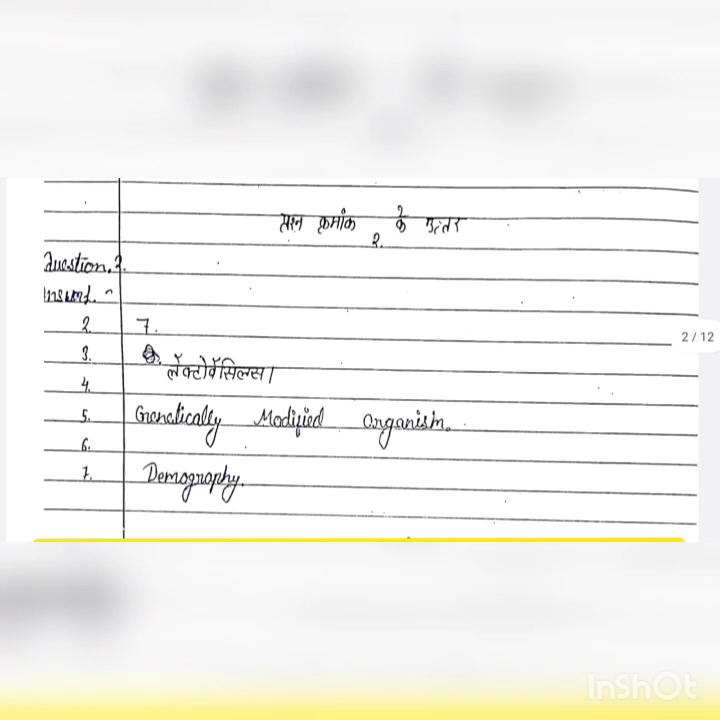 प्रश्न क्रमांक 2 के उत्तर
2.
Question. 2.
2 7.
3. लॅक्टोबॅसिलस।
4.
5. Genetically Modified Organism.
6.
7. Demography.
2 / 12
InShOt